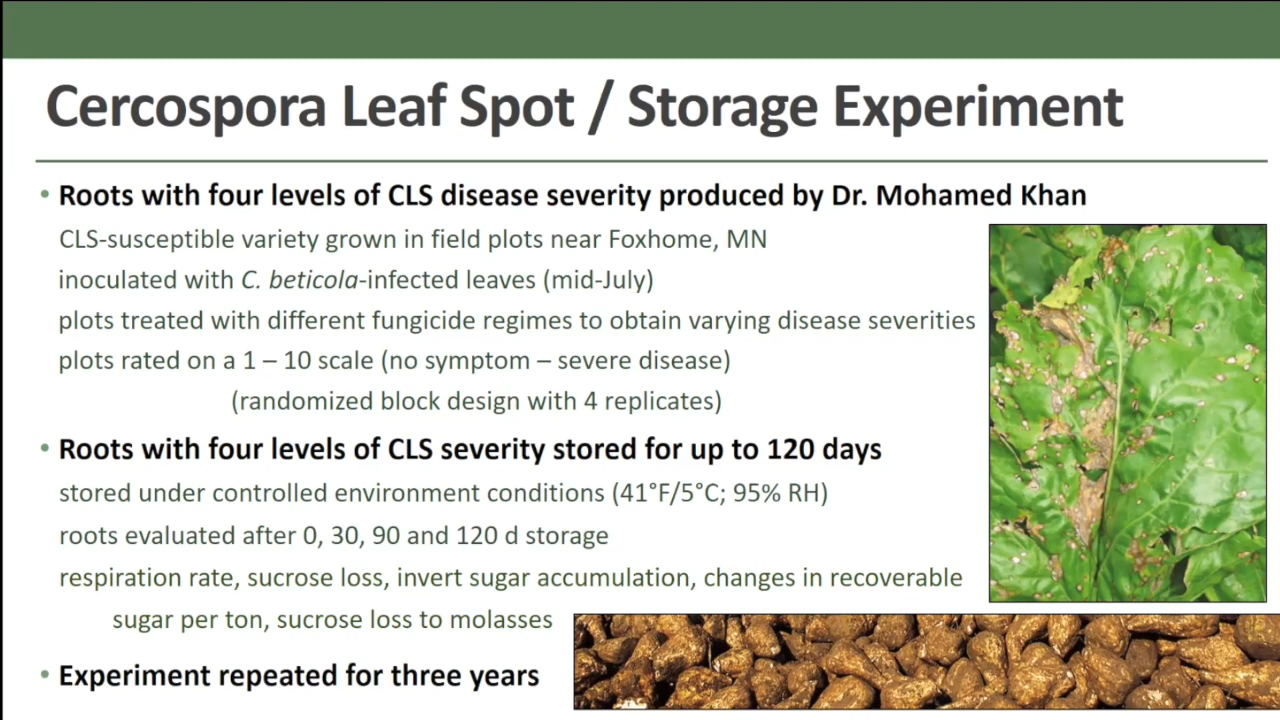 Cercospora Leaf Spot / Storage Experiment
• Roots with four levels of CLS disease severity produced by Dr. Mohamed Khan
CLS-susceptible variety grown in field plots near Foxhome, MN
inoculated with C. beticola-infected leaves (mid-July)
plots treated with different fungicide regimes to obtain varying disease severities
plots rated on a 1 – 10 scale (no symptom – severe disease)
(randomized block design with 4 replicates)
• Roots with four levels of CLS severity stored for up to 120 days
stored under controlled environment conditions (41°F/5°C; 95% RH)
roots evaluated after 0, 30, 90 and 120 d storage
respiration rate, sucrose loss, invert sugar accumulation, changes in recoverable
sugar per ton, sucrose loss to molasses
• Experiment repeated for three years